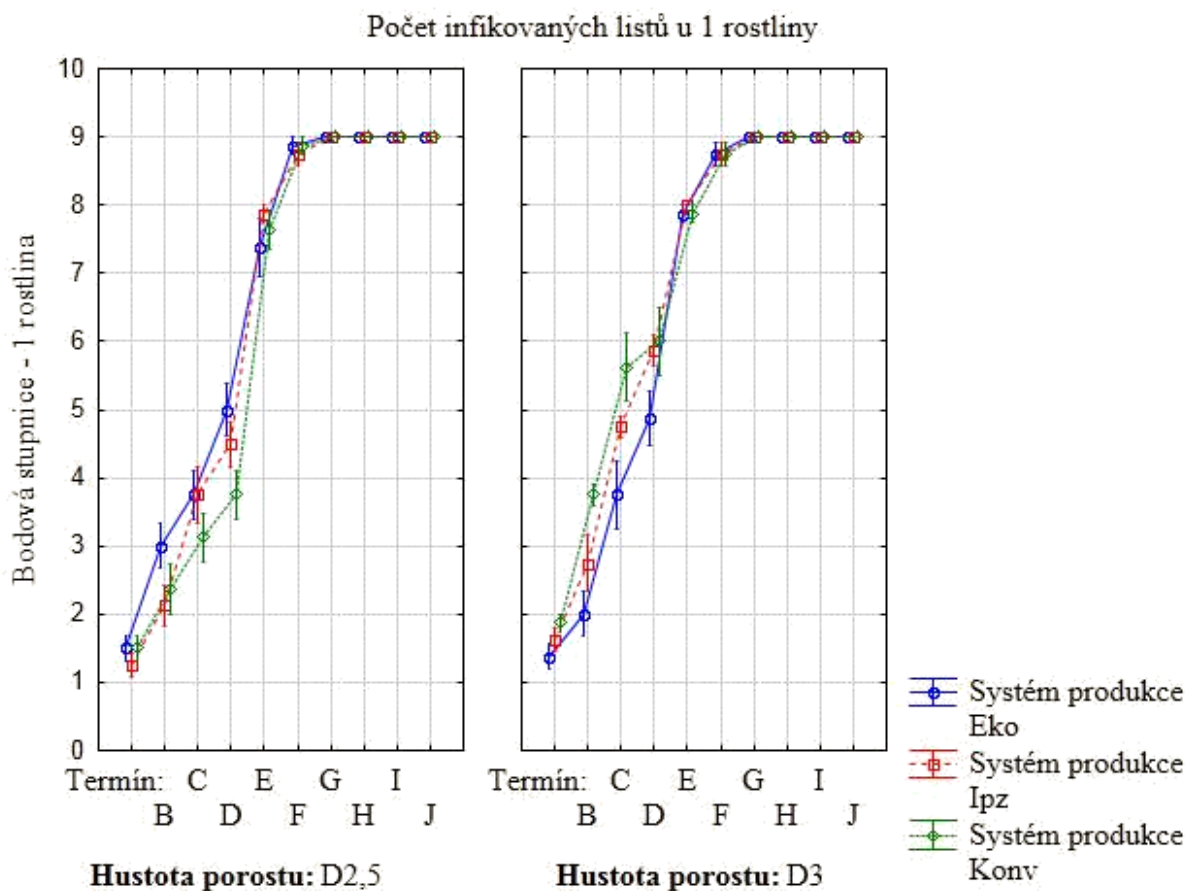 Počet infikovaných listů u 1 rostliny
Bodová stupnice - 1 rostlina
10
9
8
7
6
5
4
3
2
1
0
Termín: C E G I
B D F H J
Hustota porostu: D2,5
Termín: C E G I
B D F H J
Hustota porostu: D3
Systém produkce
Eko
Systém produkce
Ipz
Systém produkce
Konv